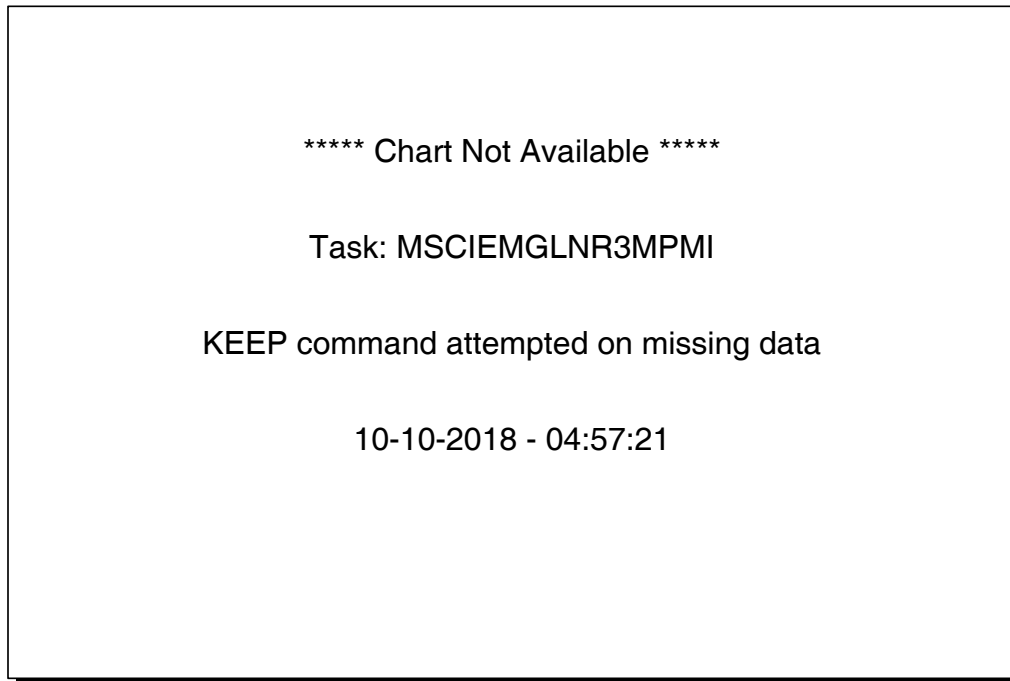 ***** Chart Not Available *****
Task: MSCIEMGLNR3MPMI
KEEP command attempted on missing data
10-10-2018 - 04:57:21